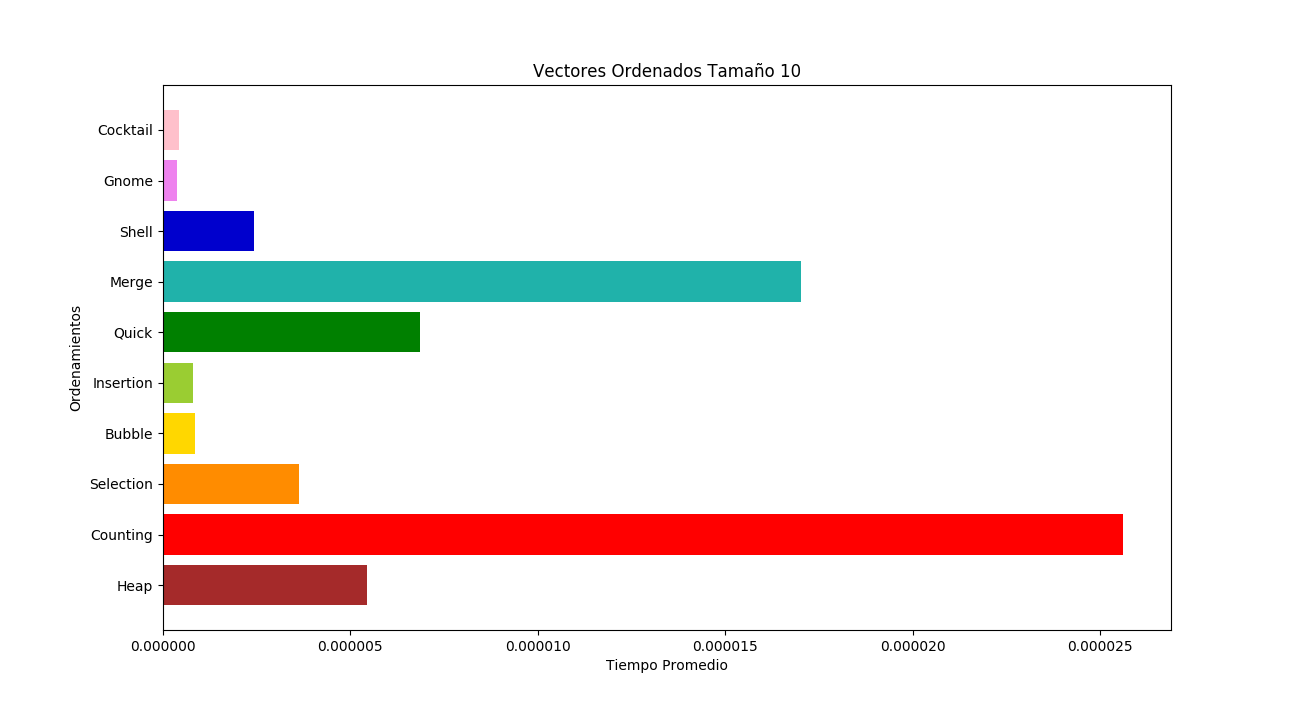 Vectores Ordenados Tamaño 10
Ordenamientos
Cocktail
Gnome
Shell
Merge
Quick
Insertion
Bubble
Selection
Counting
Heap
0.000000 0.000005 0.000010 0.000015 0.000020 0.000025
Tiempo Promedio